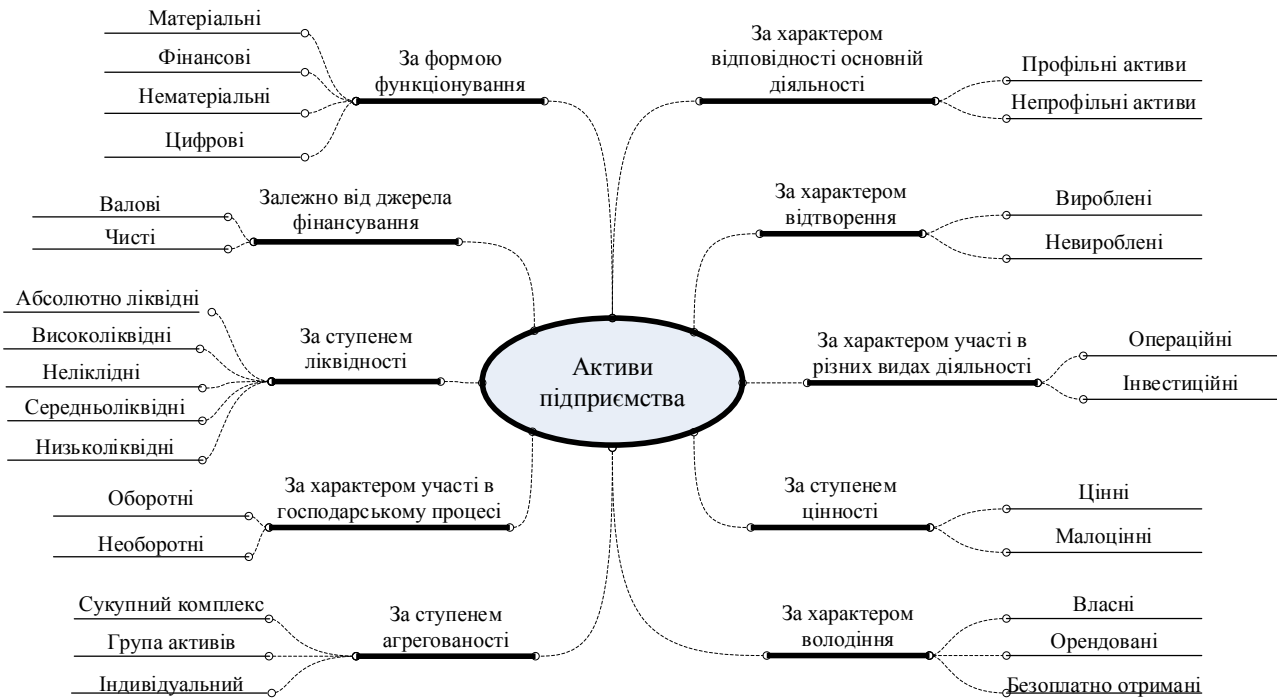 Матеріальні
Фінансові
Нематеріальні
Цифрові
За формою
функціонування
Валові
Чисті
Залежно від джерела
фінансування
Абсолютно ліквідні
Високоліквідні
Неліклідні
Середньоліквідні
Низьколіквідні
За ступенем
ліквідності
Оборотні
Необоротні
За характером участі в
господарському процесі
Сукупний комплекс
Група активів
Індивідуальний
За ступенем
агрегованості
Активи
підприємства
За характером
відповідності основній
діяльності
Профільні активи
Непрофільні активи
За характером
відтворення
Вироблені
Невироблені
За характером участі в
різних видах діяльності
Операційні
Інвестиційні
За ступенем
цінності
Цінні
Малоцінні
За характером
володіння
Власні
Орендовані
Безоплатно отримані